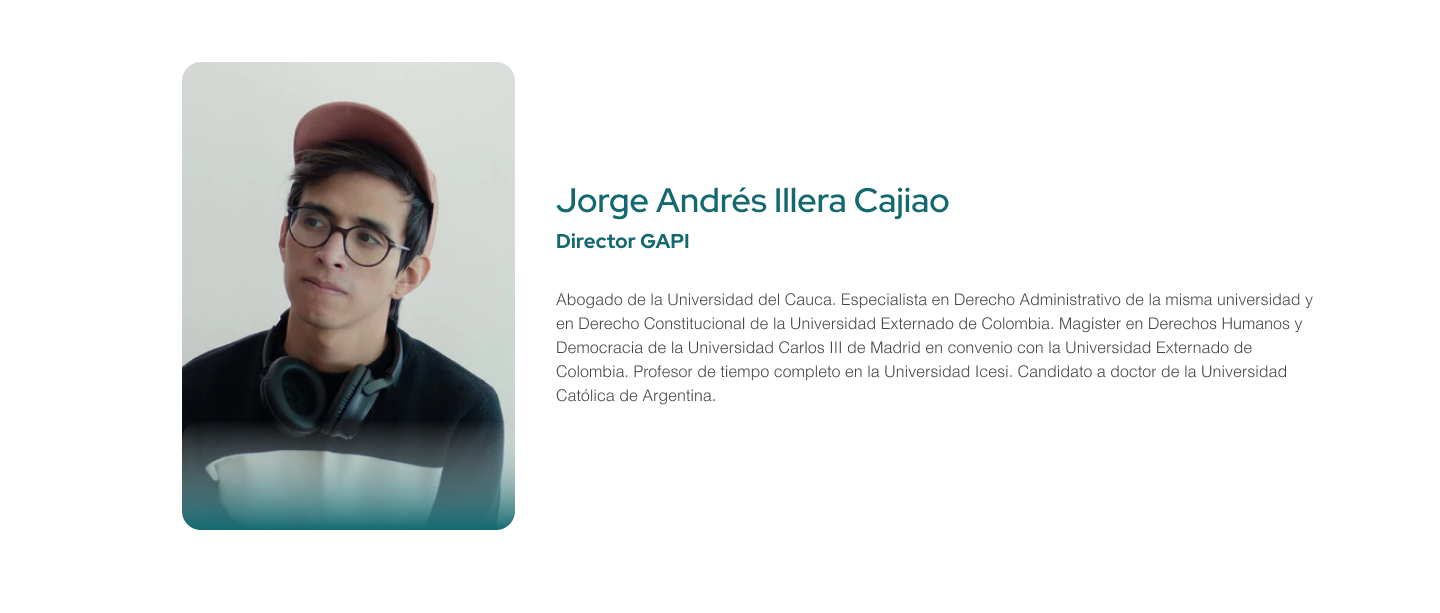 Jorge Andrés Illera Cajiao
Director GAPI
Abogado de la Universidad del Cauca. Especialista en Derecho Administrativo de la misma universidad y
en Derecho Constitucional de la Universidad Externado de Colombia. Magister en Derechos Humanos y
Democracia de la Universidad Carlos III de Madrid en convenio con la Universidad Externado de
Colombia. Profesor de tiempo completo en la Universidad Icesi. Candidato a doctor de la Universidad
Católica de Argentina.